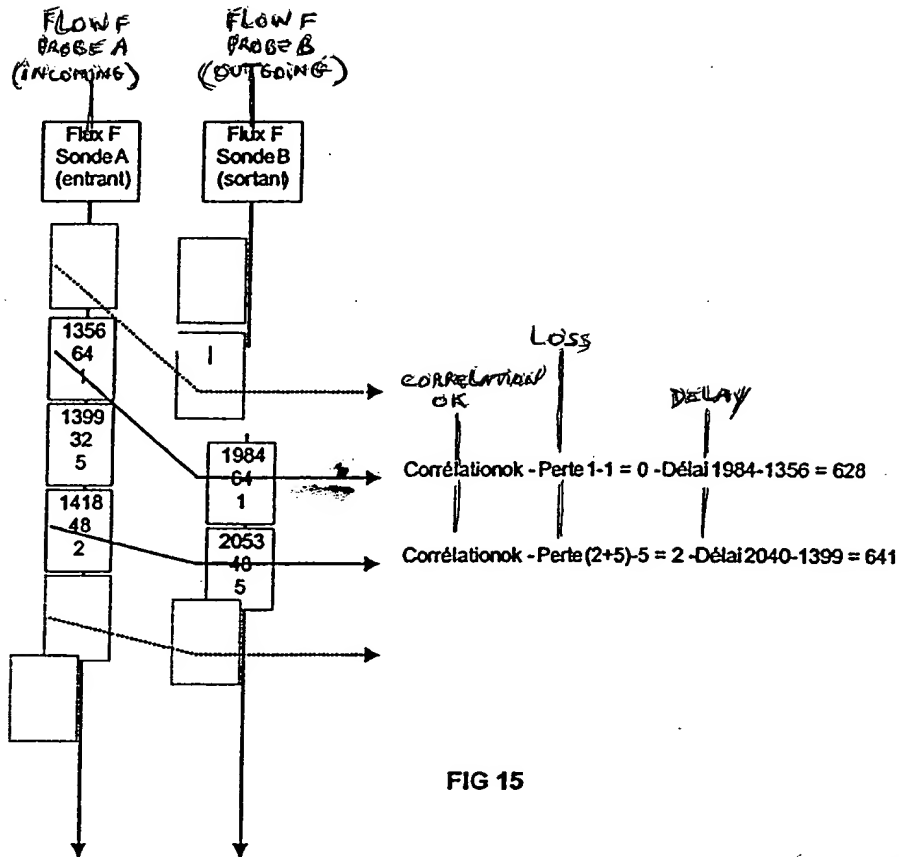 FLOW F
PROBE A
(INCOMING)
FLOW F
PROBE B
(OUTGOING)
Flux F
Sonde A
(entrant)
Flux F
Sonde B
(sortant)
1356
64
1
1399
32
5
1418
48
2
1
1984
64
1
2053
48
5
LOSS
CORRELATION
OK
DELAY
Corrélationok - Perte 1-1 = 0 -Délai 1984-1356 = 628
Corrélationok - Perte (2+5)-5 = 2 -Délai 2040-1399 = 641
FIG 15